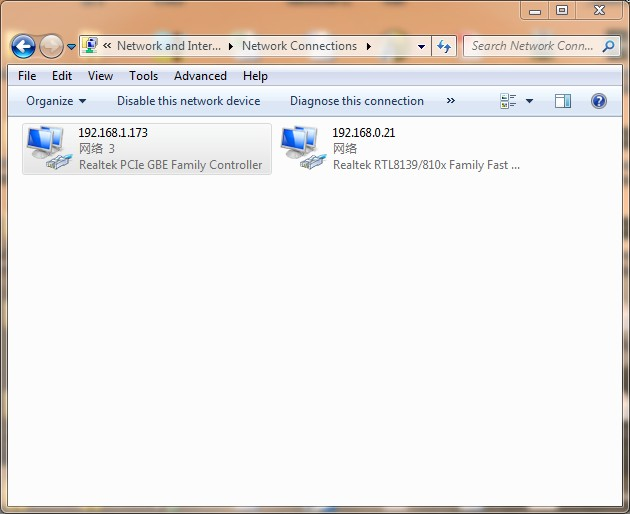 « Network and Inter... Network Connections Search Network Conn...
File Edit View Tools Advanced Help
Organize Disable this network device Diagnose this connection »
192.168.1.173
网络 3
Realtek PCIe GBE Family Controller
192.168.0.21
网络
Realtek RTL8139/810x Family Fast ...